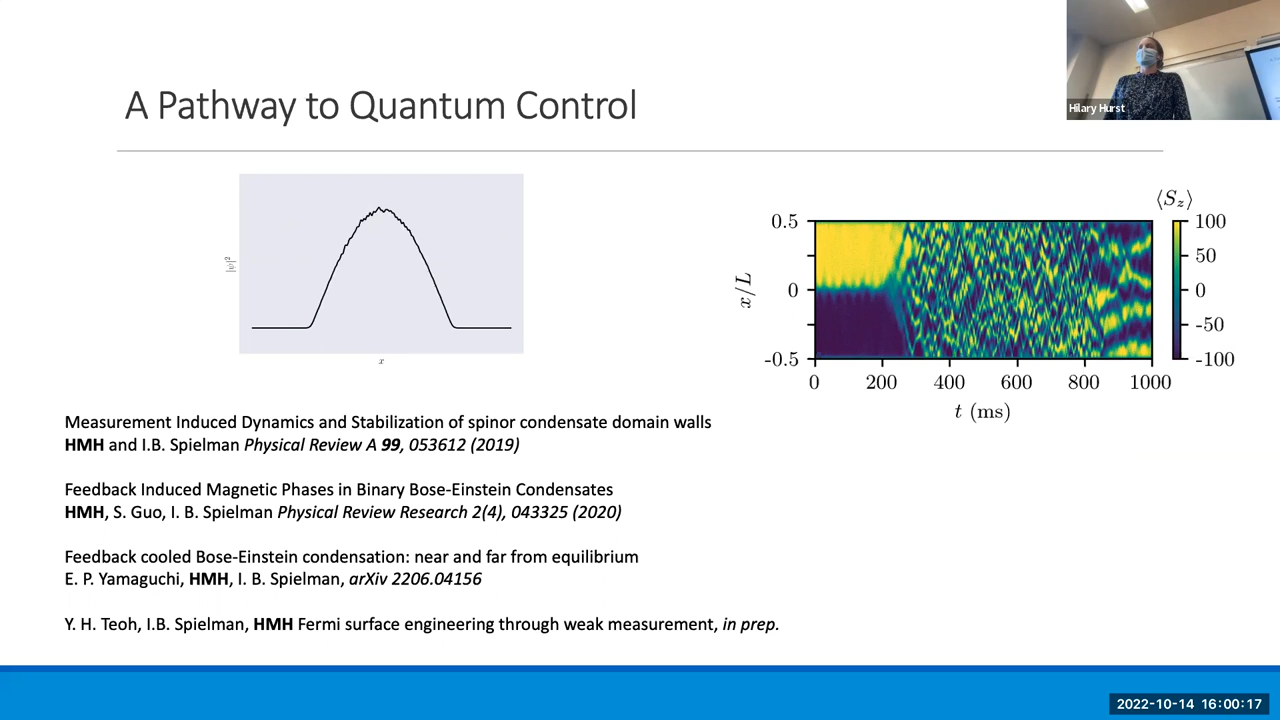 A Pathway to Quantum Control
Hilary Hurst
|ψ|²
x
⟨S_z⟩
0.5
0
-0.5
x/L
100
50
0
-50
-100
0
200
400
600
800
1000
t (ms)
Measurement Induced Dynamics and Stabilization of spinor condensate domain walls
HMH and I.B. Spielman Physical Review A 99, 053612 (2019)
Feedback Induced Magnetic Phases in Binary Bose-Einstein Condensates
HMH, S. Guo, I. B. Spielman Physical Review Research 2(4), 043325 (2020)
Feedback cooled Bose-Einstein condensation: near and far from equilibrium
E. P. Yamaguchi, HMH, I. B. Spielman, arXiv 2206.04156
Y. H. Teoh, I.B. Spielman, HMH Fermi surface engineering through weak measurement, in prep.
2022-10-14 16:00:17